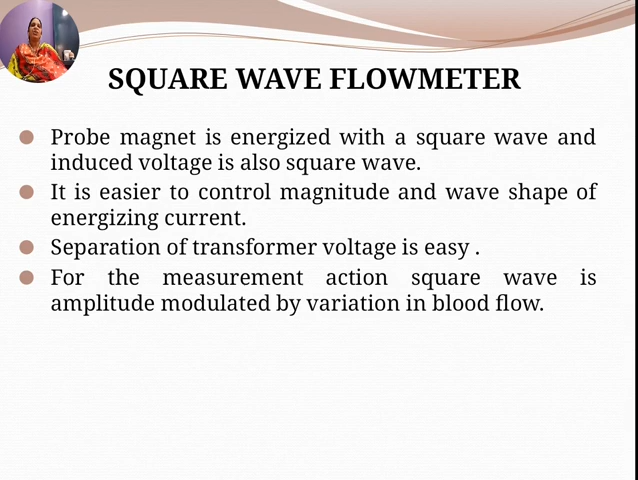 SQUARE WAVE FLOWMETER
Probe magnet is energized with a square wave and
induced voltage is also square wave.
It is easier to control magnitude and wave shape of
energizing current.
Separation of transformer voltage is easy .
For the measurement action square wave is
amplitude modulated by variation in blood flow.